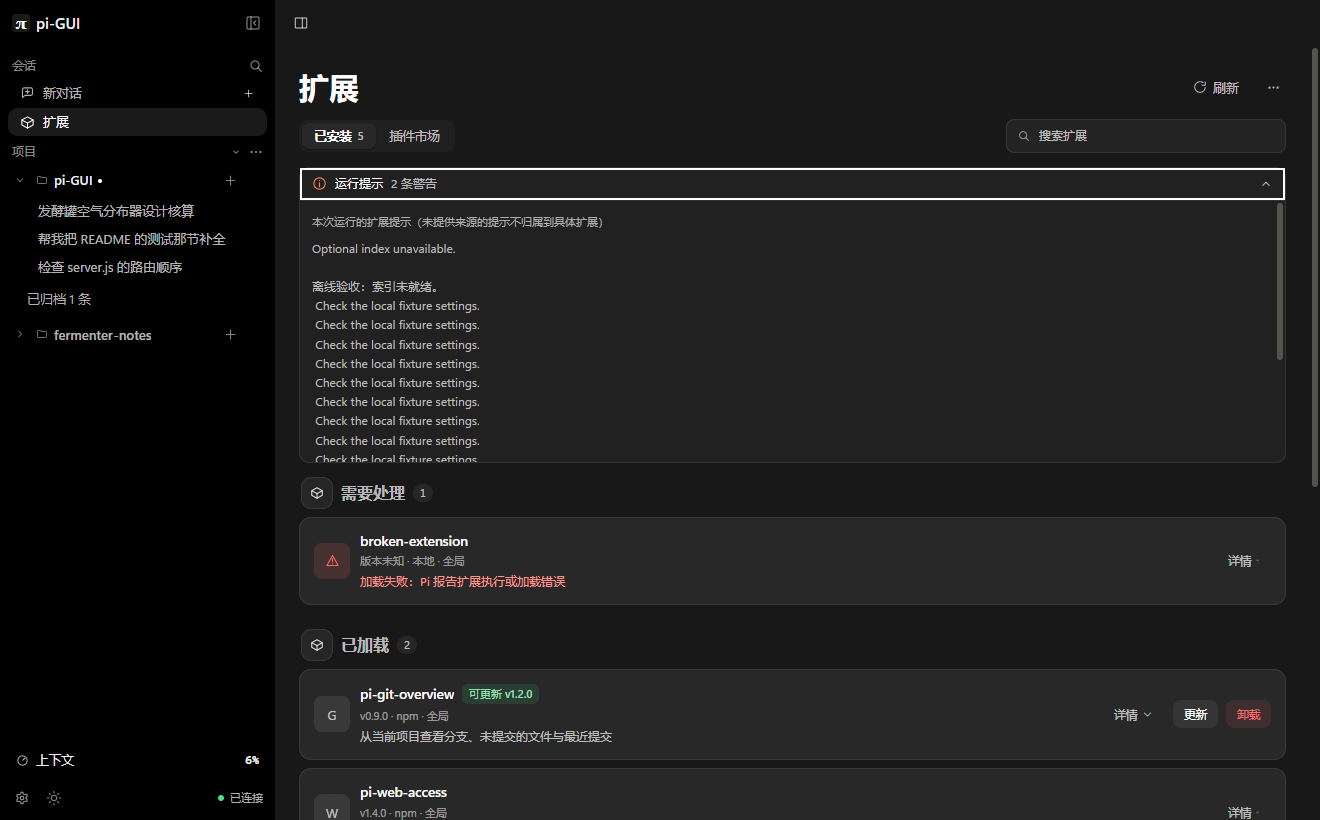 π pi-GUI
会话
新对话
扩展
项目
pi-GUI •
发酵罐空气分布器设计核算
帮我把 README 的测试那节补全
检查 server.js 的路由顺序
已归档 1 条
fermenter-notes
上下文 6%
已连接
扩展
刷新
已安装 5 插件市场
搜索扩展
运行提示 2 条警告
本次运行的扩展提示（未提供来源的提示不归属到具体扩展）
Optional index unavailable.
离线验收：索引未就绪。
Check the local fixture settings.
Check the local fixture settings.
Check the local fixture settings.
Check the local fixture settings.
Check the local fixture settings.
Check the local fixture settings.
Check the local fixture settings.
Check the local fixture settings.
Check the local fixture settings.
需要处理 1
broken-extension
版本未知 · 本地 · 全局
加载失败：Pi 报告扩展执行或加载错误
详情
已加载 2
G
pi-git-overview 可更新 v1.2.0
v0.9.0 · npm · 全局
从当前项目查看分支、未提交的文件与最近提交
详情 更新 卸载
W
pi-web-access
v1.4.0 · npm · 全局
详情